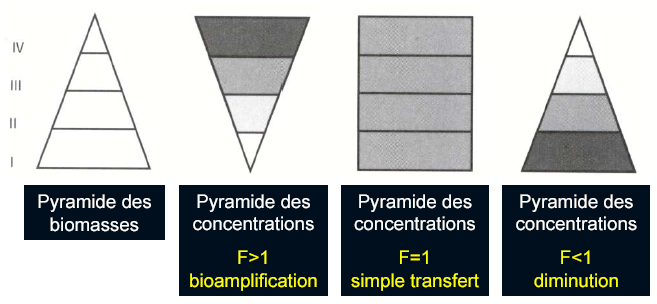 IV
III
II
I
Pyramide des
biomasses
Pyramide des
concentrations
F>1
bioamplification
Pyramide des
concentrations
F=1
simple transfert
Pyramide des
concentrations
F<1
diminution